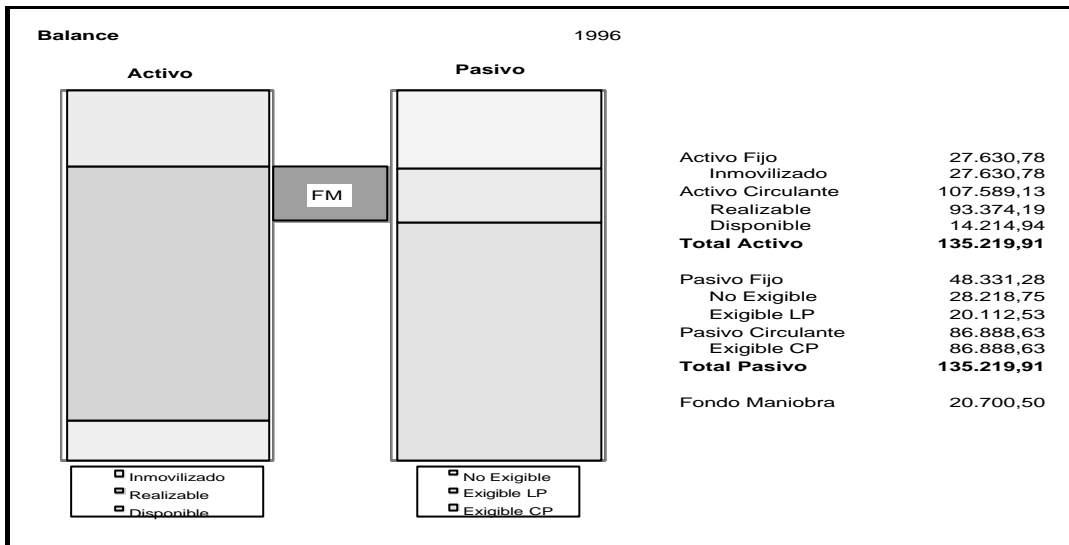 Balance 1996
Activo Pasivo
FM
Inmovilizado
Realizable
Disponible
No Exigible
Exigible LP
Exigible CP
Activo Fijo 27.630,78
Inmovilizado 27.630,78
Activo Circulante 107.589,13
Realizable 93.374,19
Disponible 14.214,94
Total Activo 135.219,91
Pasivo Fijo 48.331,28
No Exigible 28.218,75
Exigible LP 20.112,53
Pasivo Circulante 86.888,63
Exigible CP 86.888,63
Total Pasivo 135.219,91
Fondo Maniobra 20.700,50